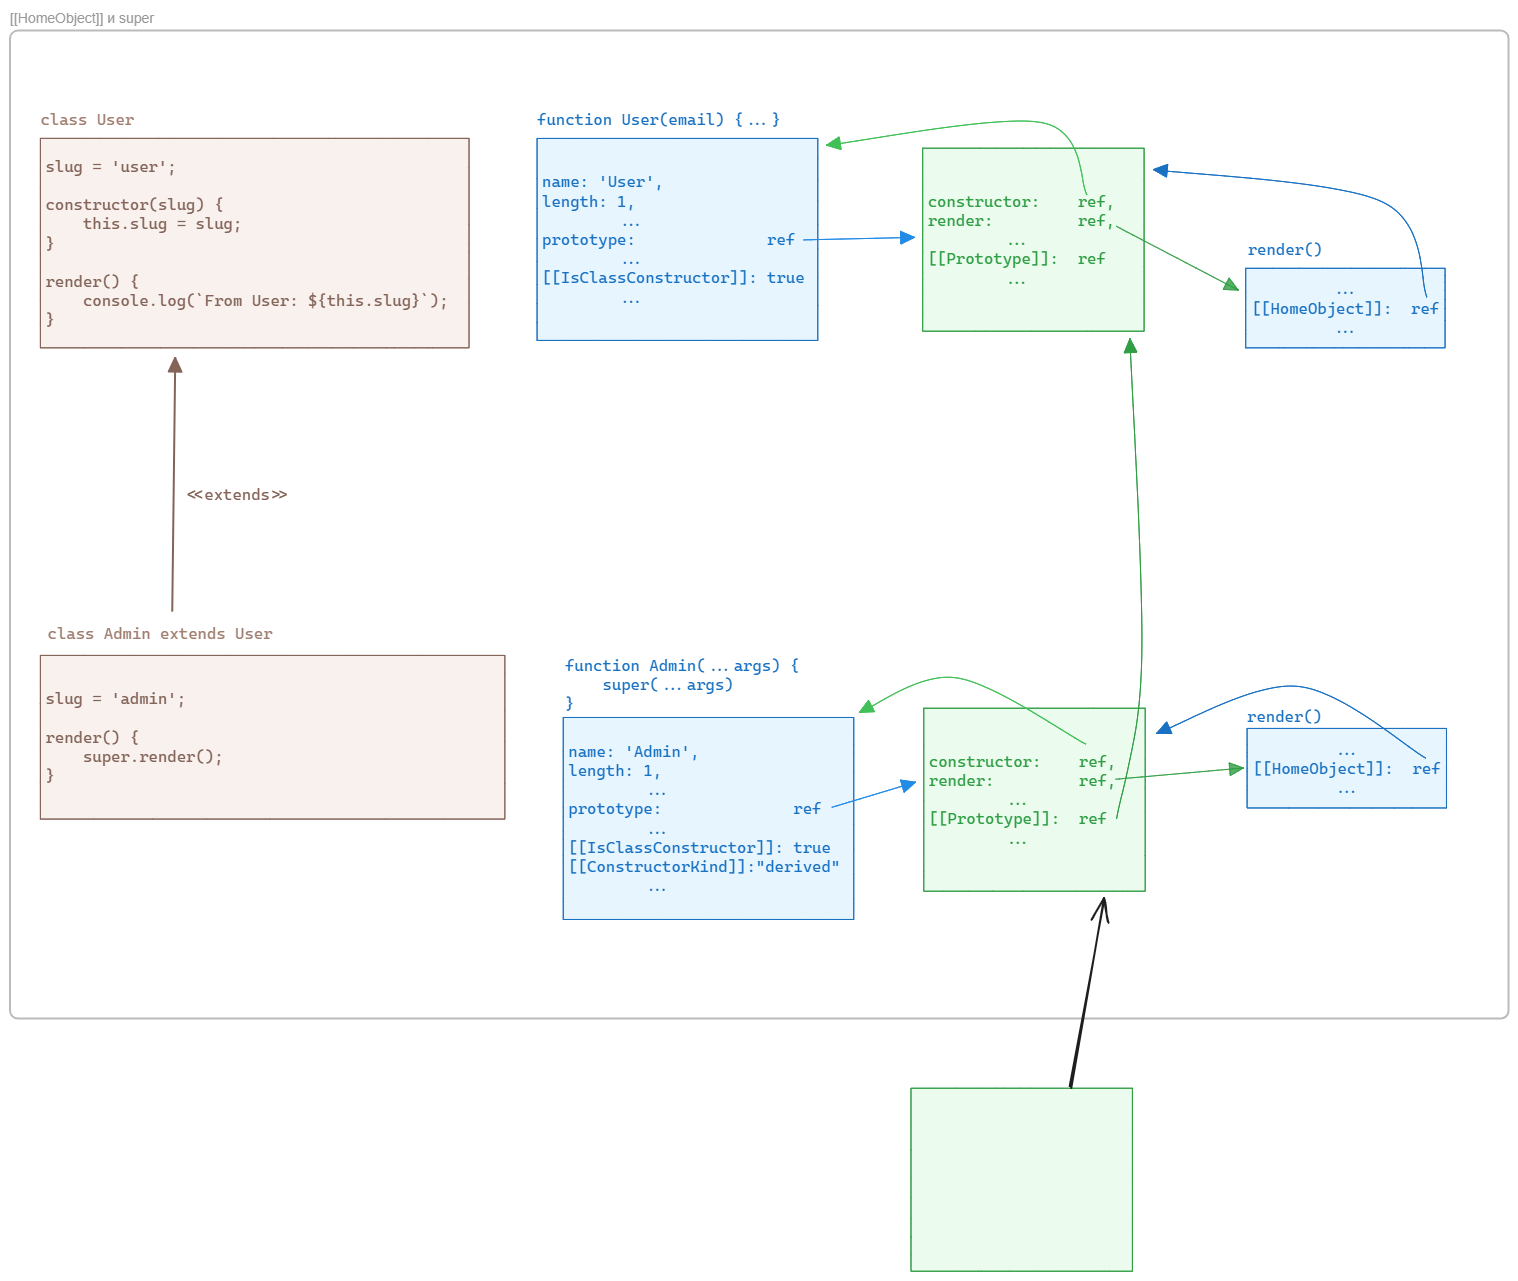 [[HomeObject]] и super
class User
slug = 'user';
constructor(slug) {
    this.slug = slug;
}
render() {
    console.log(`From User: ${this.slug}`);
}
<<extends>>
class Admin extends User
slug = 'admin';
render() {
    super.render();
}
function User(email) {...}
name: 'User',
length: 1,
...
prototype: ref
...
[[IsClassConstructor]]: true
...
constructor: ref,
render: ref,
...
[[Prototype]]: ref
...
render()
...
[[HomeObject]]: ref
...
function Admin(...args) {
    super(...args)
}
name: 'Admin',
length: 1,
...
prototype: ref
...
[[IsClassConstructor]]: true
[[ConstructorKind]]:"derived"
...
constructor: ref,
render: ref,
...
[[Prototype]]: ref
...
render()
...
[[HomeObject]]: ref
...